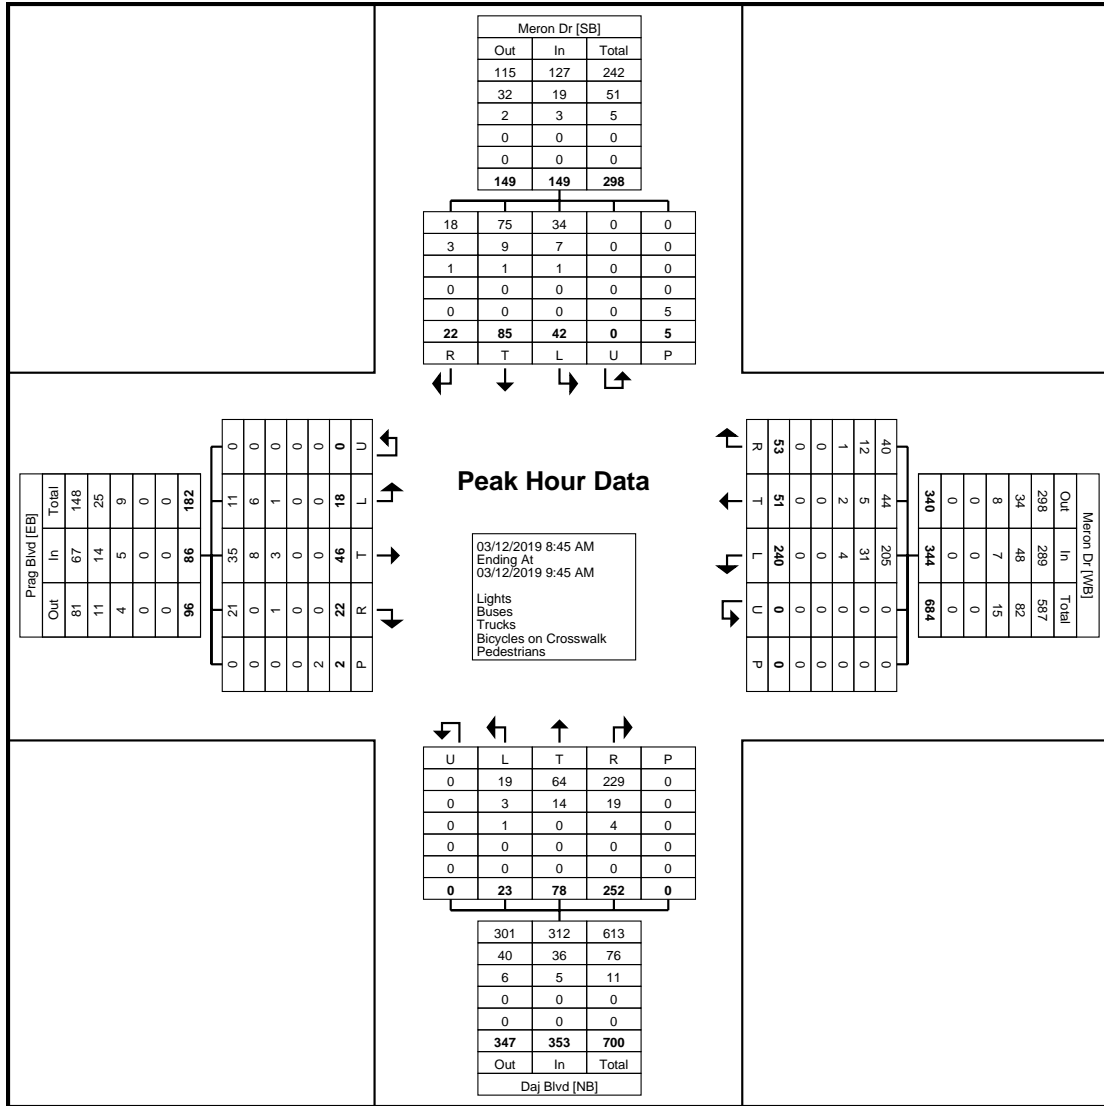 Meron Dr [SB]
Out In Total
115 127 242
32 19 51
2 3 5
0 0 0
0 0 0
149 149 298
18 75 34 0 0
3 9 7 0 0
1 1 1 0 0
0 0 0 0 0
0 0 0 0 5
22 85 42 0 5
R T L U P
Prag Blvd [EB]
Out In Total
81 67 148
11 14 25
4 5 9
0 0 0
0 0 0
96 86 182
0 21 35 11 0
0 0 8 6 0
0 1 3 1 0
0 0 0 0 0
2 0 0 0 0
2 22 46 18 0
P R T L U
Peak Hour Data
03/12/2019 8:45 AM
Ending At
03/12/2019 9:45 AM
Lights
Buses
Trucks
Bicycles on Crosswalk
Pedestrians
Meron Dr [WB]
Out In Total
298 289 587
34 48 82
8 7 15
0 0 0
0 0 0
340 344 684
40 44 205 0 0
12 5 31 0 0
1 2 4 0 0
0 0 0 0 0
0 0 0 0 0
53 51 240 0 0
R T L U P
U L T R P
0 19 64 229 0
0 3 14 19 0
0 1 0 4 0
0 0 0 0 0
0 0 0 0 0
0 23 78 252 0
301 312 613
40 36 76
6 5 11
0 0 0
0 0 0
347 353 700
Out In Total
Daj Blvd [NB]